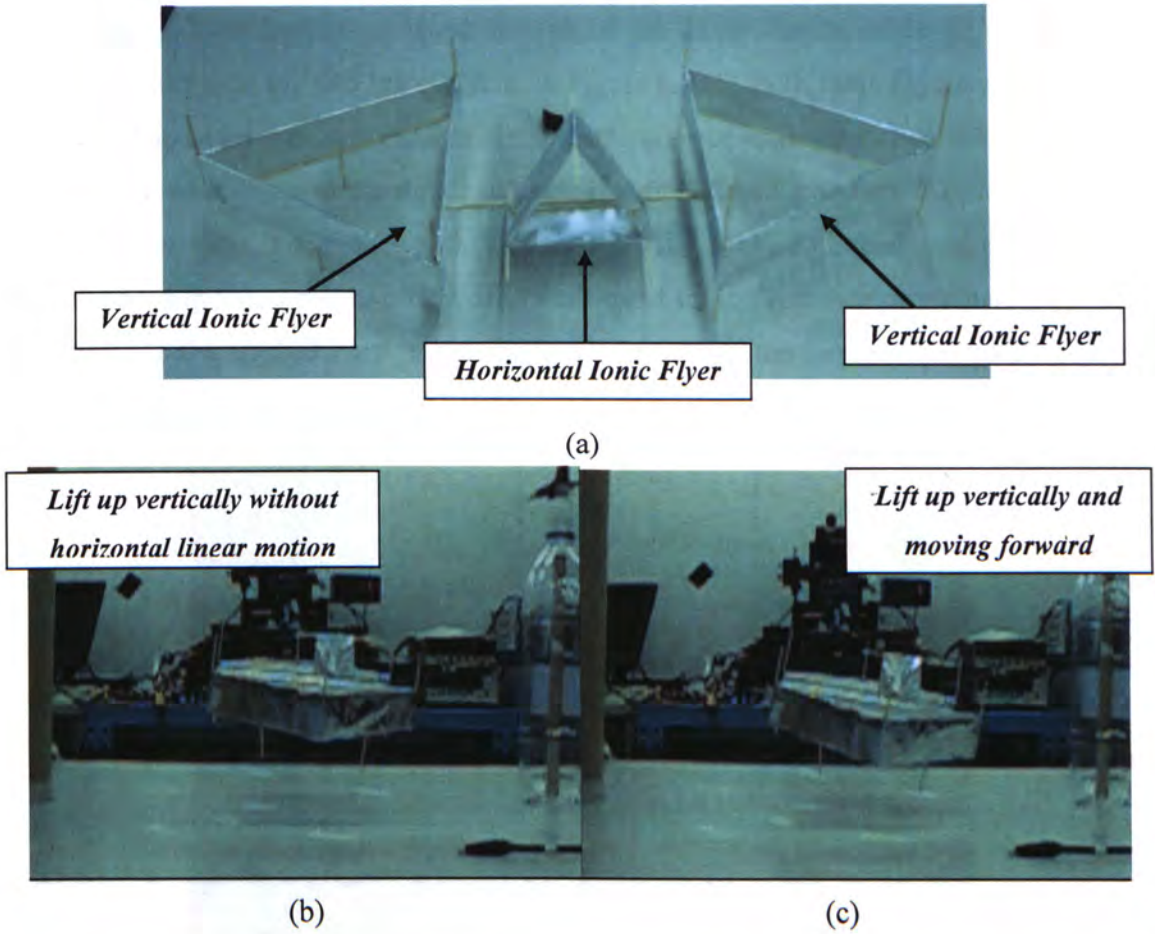 Vertical Ionic Flyer
Horizontal Ionic Flyer
Vertical Ionic Flyer
(a)
Lift up vertically without
horizontal linear motion
Lift up vertically and
moving forward
(b)
(c)